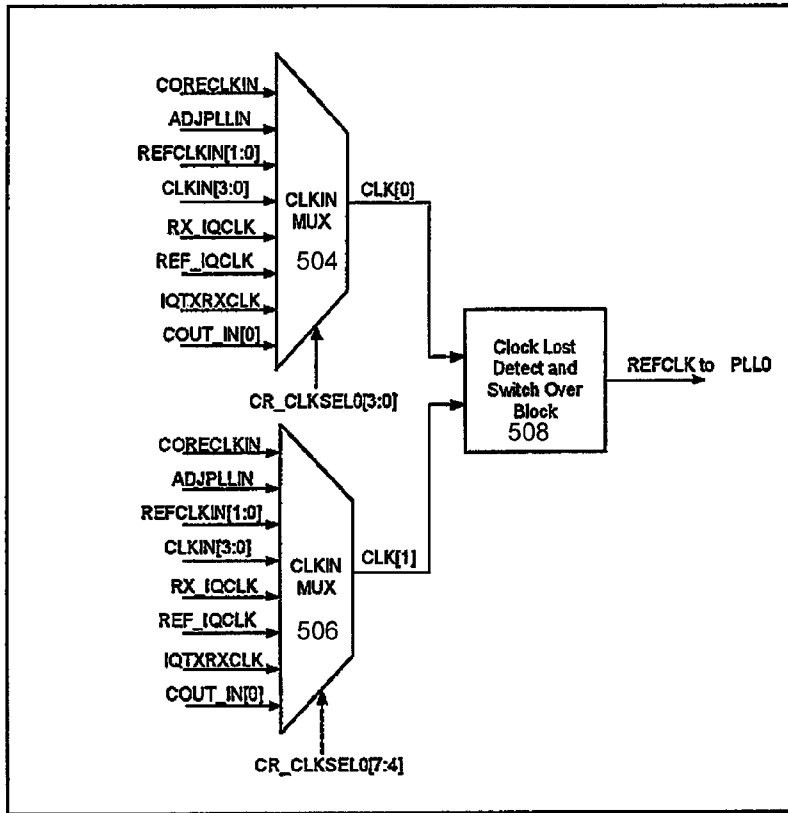 CORECLKIN
ADJPLLIN
REFCLKIN[1:0]
CLKIN[3:0]
RX_IQCLK
REF_IQCLK
IQTXRXCLK
COUT_IN[0]
CLKIN
MUX
504
CLK[0]
CR_CLKSEL0[3:0]
Clock Lost
Detect and
Switch Over
Block
508
REFCLK to PLL0
CORECLKIN
ADJPLLIN
REFCLKIN[1:0]
CLKIN[3:0]
RX_IQCLK
REF_IQCLK
IQTXRXCLK
COUT_IN[0]
CLKIN
MUX
506
CLK[1]
CR_CLKSEL0[7:4]